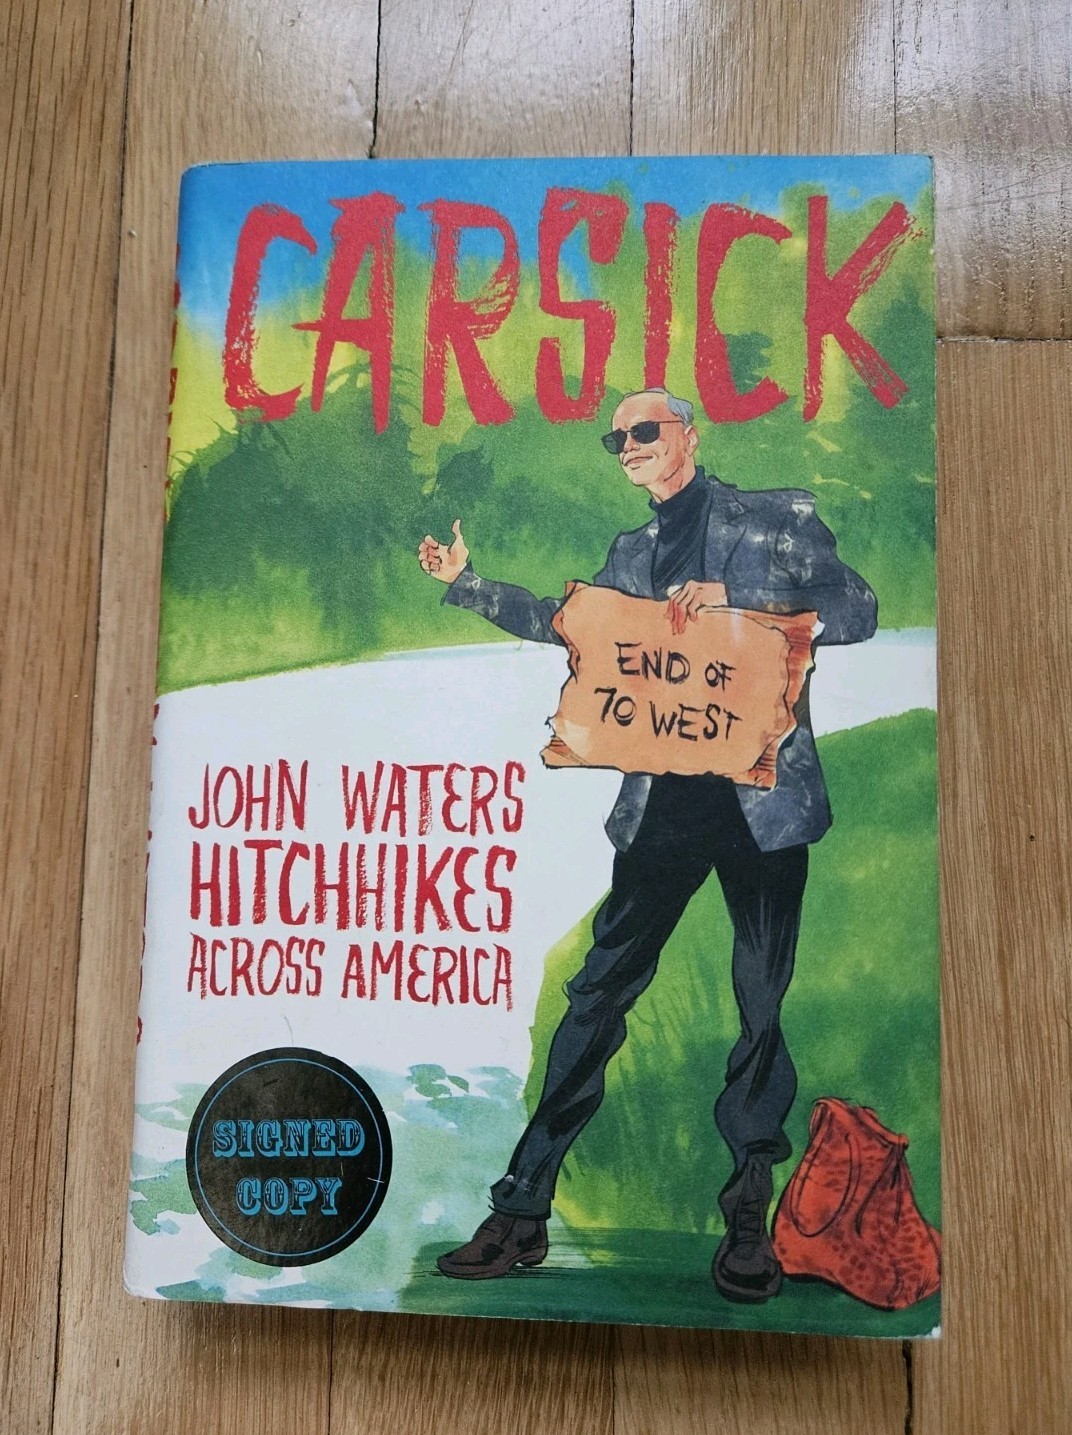 CARSICK
END OF
70 WEST
JOHN WATERS
HITCHHIKES
ACROSS AMERICA
SIGNED
COPY